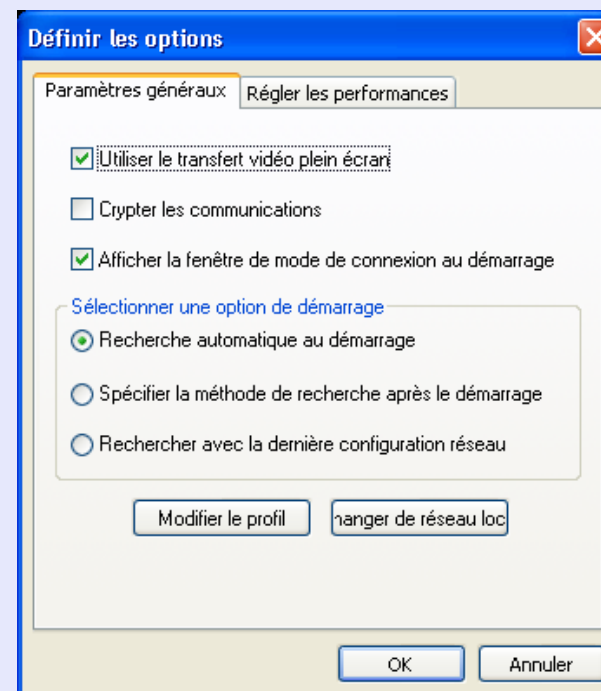 Définir les options
Paramètres généraux
Régler les performances
Utiliser le transfert vidéo plein écran
Crypter les communications
Afficher la fenêtre de mode de connexion au démarrage
Sélectionner une option de démarrage
Recherche automatique au démarrage
Spécifier la méthode de recherche après le démarrage
Rechercher avec la dernière configuration réseau
Modifier le profil
hanger de réseau loc
OK
Annuler